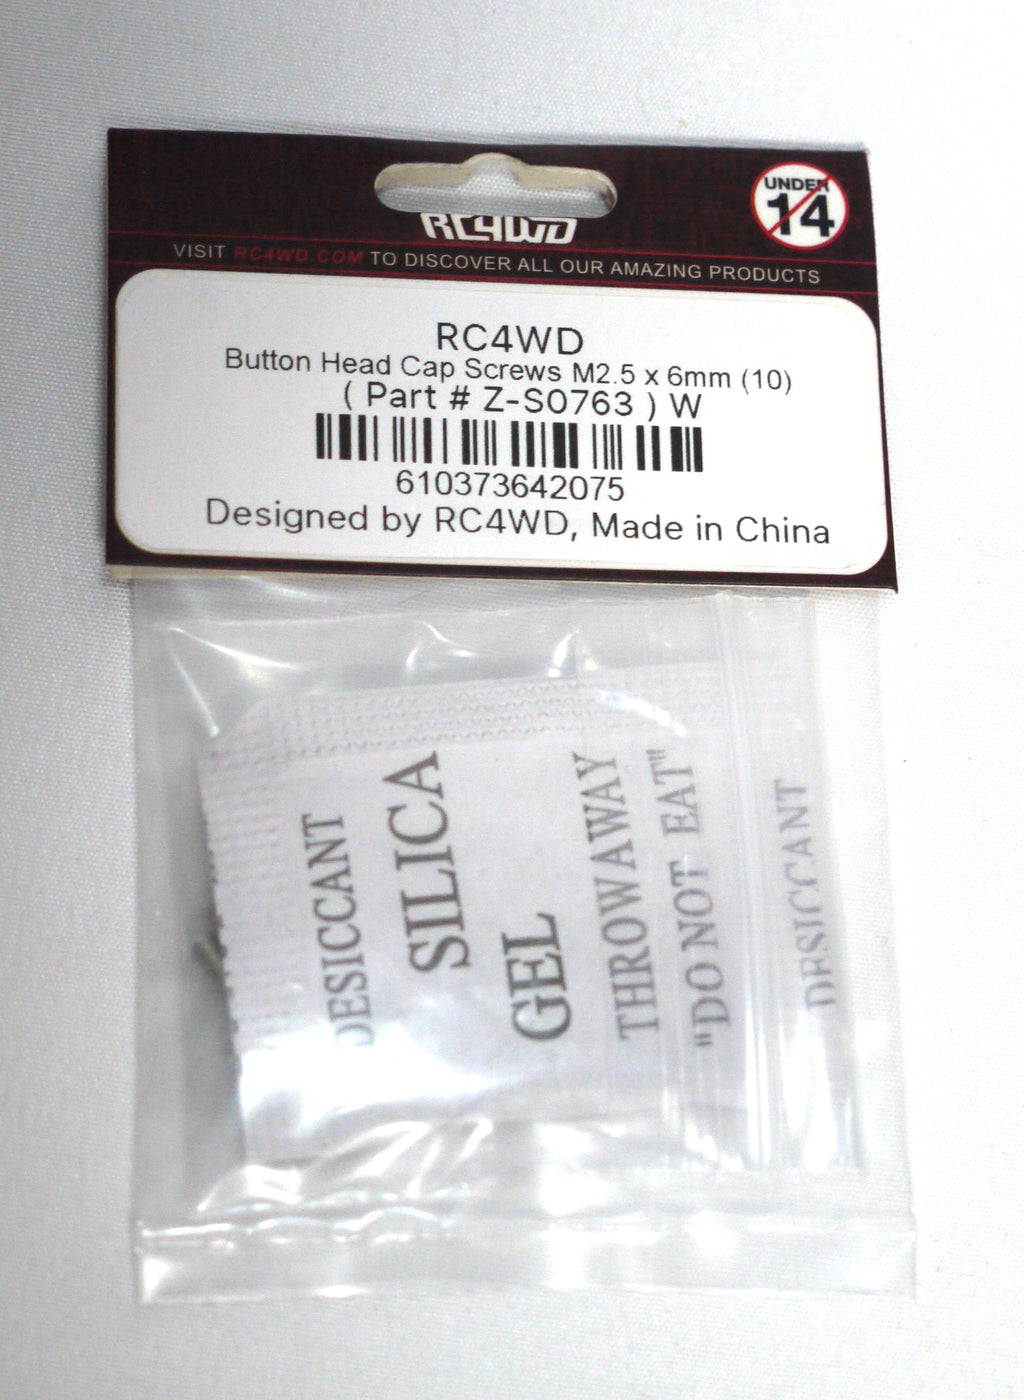 RC4WD
UNDER
14
VISIT RC4WD.COM TO DISCOVER ALL OUR AMAZING PRODUCTS
RC4WD
Button Head Cap Screws M2.5 x 6mm (10)
( Part # Z-S0763 ) W
610373642075
Designed by RC4WD, Made in China
DESICCANT
SILICA
GEL
THROWAWAY
"DO NOT EAT"
DESICCANT